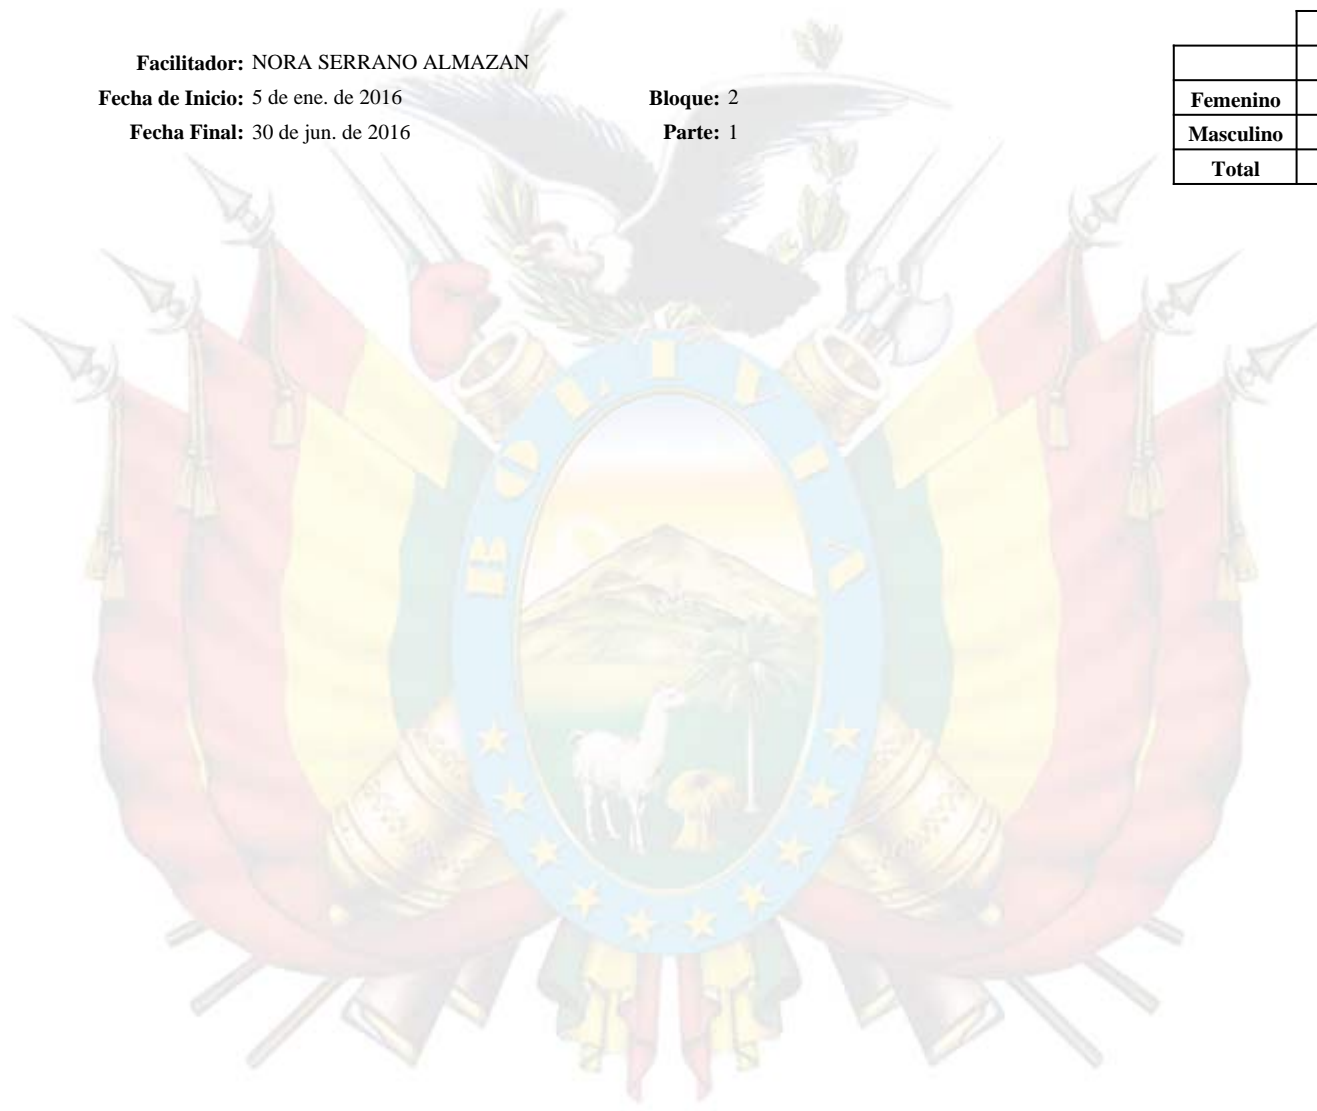 Facilitador: NORA SERRANO ALMAZAN
Fecha de Inicio: 5 de ene. de 2016 Bloque: 2
Fecha Final: 30 de jun. de 2016 Parte: 1
Femenino
Masculino
Total
BOLIVIA